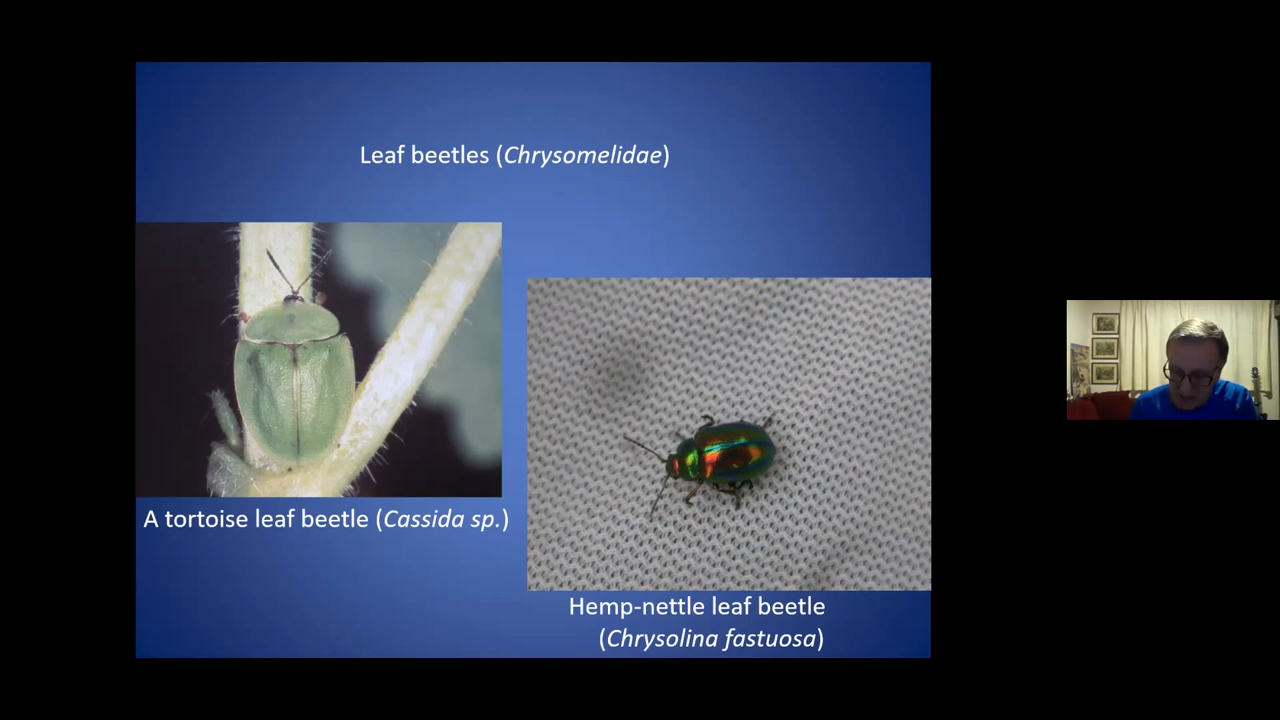 Leaf beetles (Chrysomelidae)
A tortoise leaf beetle (Cassida sp.)
Hemp-nettle leaf beetle
(Chrysolina fastuosa)